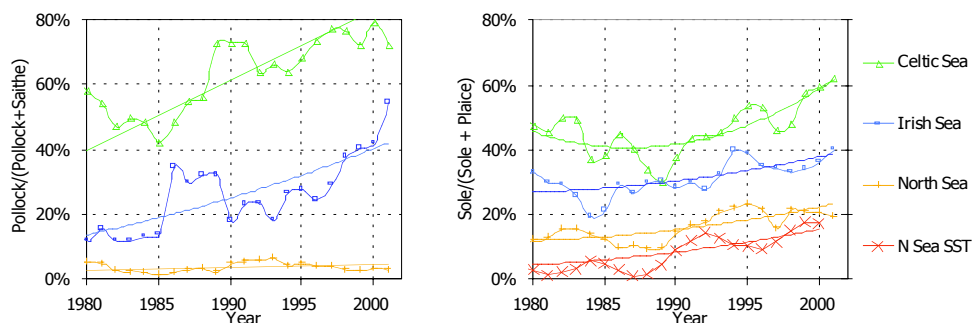 Pollock/(Pollock+Saithe)
80%
60%
40%
20%
0%
1980 1985 1990 1995 2000
Year
Sole/(Sole + Plaice)
80%
60%
40%
20%
0%
1980 1985 1990 1995 2000
Year
Celtic Sea
Irish Sea
North Sea
N Sea SST